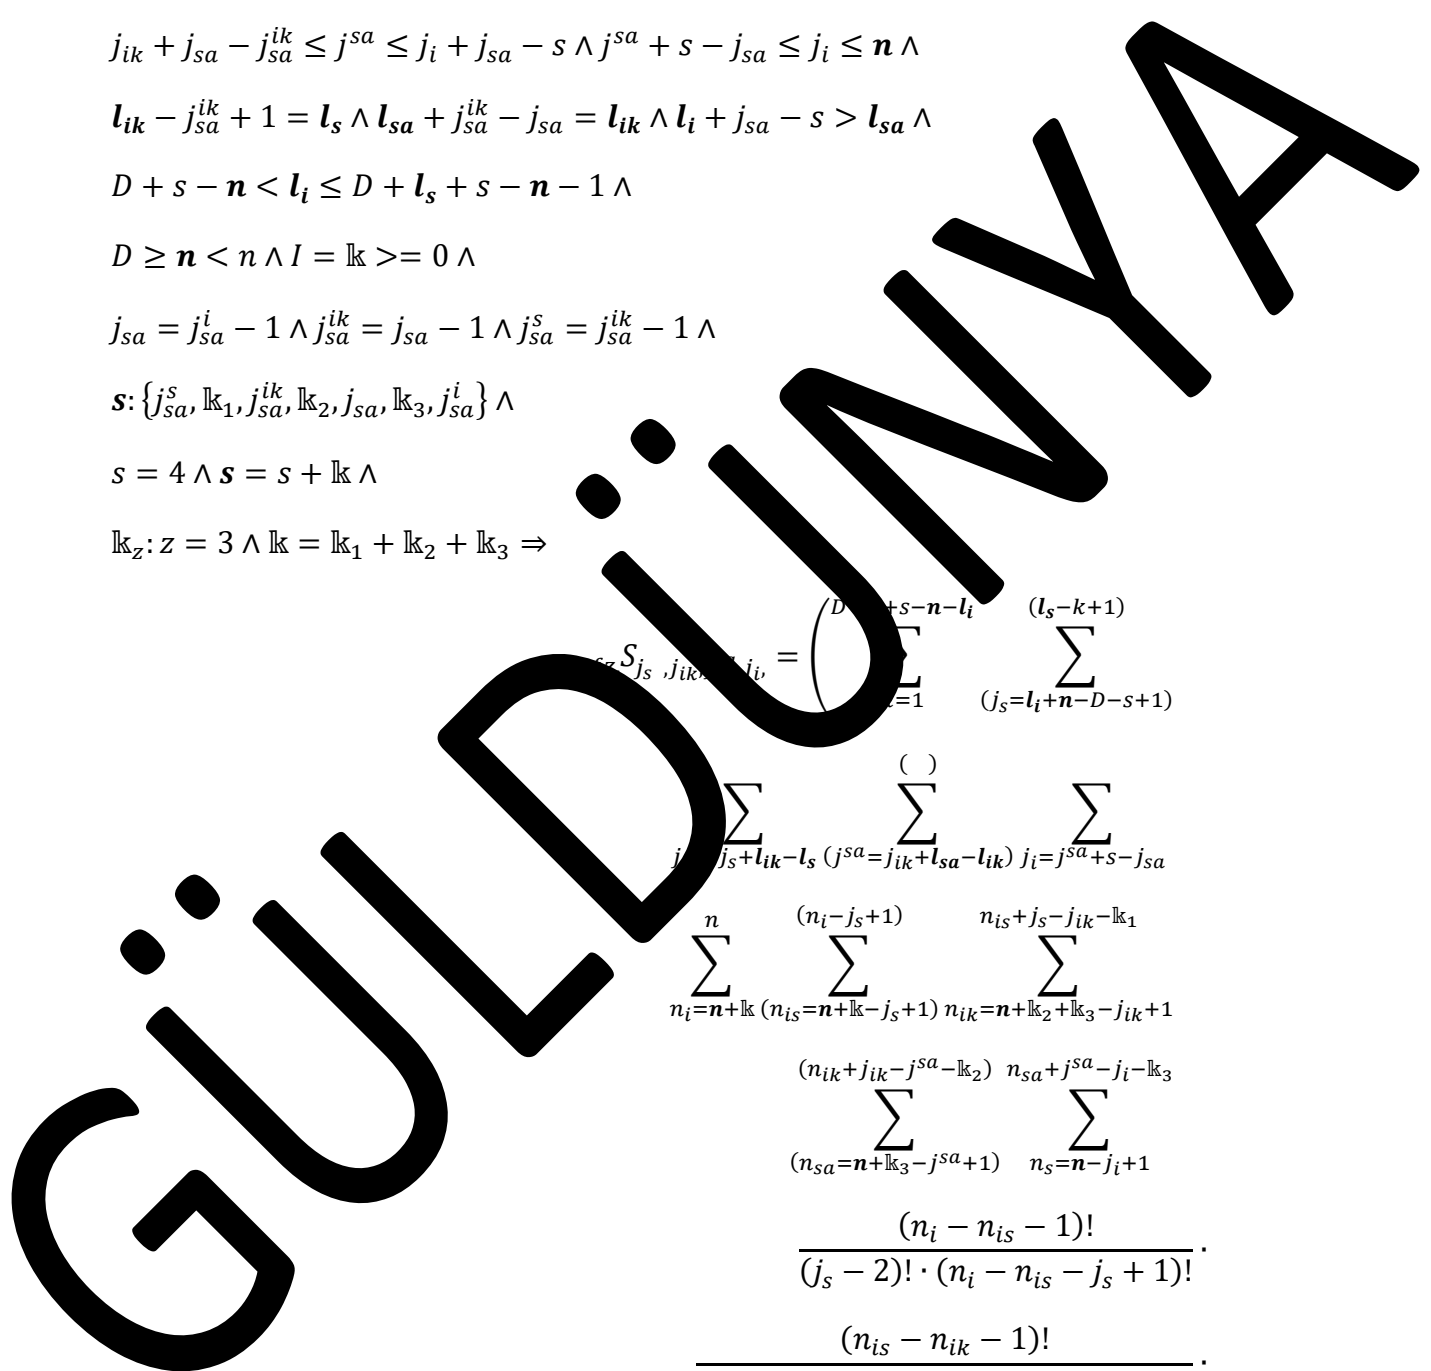 j_{ik} + j_{sa} − j_{sa}^{ik} ≤ j^{sa} ≤ j_i + j_{sa} − s ∧ j^{sa} + s − j_{sa} ≤ j_i ≤ 𝒏 ∧
𝒍_{𝒊𝒌} − j_{sa}^{ik} + 1 = 𝒍_𝒔 ∧ 𝒍_{𝒔𝒂} + j_{sa}^{ik} − j_{sa} = 𝒍_{𝒊𝒌} ∧ 𝒍_𝒊 + j_{sa} − s > 𝒍_{𝒔𝒂} ∧
D + s − 𝒏 < 𝒍_𝒊 ≤ D + 𝒍_𝒔 + s − 𝒏 − 1 ∧
D ≥ 𝒏 < n ∧ I = 𝕜 >= 0 ∧
j_{sa} = j_{sa}^i − 1 ∧ j_{sa}^{ik} = j_{sa} − 1 ∧ j_{sa}^s = j_{sa}^{ik} − 1 ∧
𝒔: {j_{sa}^s, 𝕜_1, j_{sa}^{ik}, 𝕜_2, j_{sa}, 𝕜_3, j_{sa}^i} ∧
s = 4 ∧ 𝒔 = s + 𝕜 ∧
𝕜_z: z = 3 ∧ 𝕜 = 𝕜_1 + 𝕜_2 + 𝕜_3 ⇒
S_{j_s, j_{ik}, j_i,} = ( ∑_{=1}^{D +s−𝒏−𝒍_𝒊} ∑_{(j_s=𝒍_𝒊+𝒏−D−s+1)}^{(𝒍_𝒔−k+1)}
∑_{j_s+𝒍_{𝒊𝒌}−𝒍_𝒔} ∑_{(j^{sa}=j_{ik}+𝒍_{𝒔𝒂}−𝒍_{𝒊𝒌})}^{( )} ∑_{j_i=j^{sa}+s−j_{sa}}
∑_{n_i=𝒏+𝕜}^{n} ∑_{(n_{is}=𝒏+𝕜−j_s+1)}^{(n_i−j_s+1)} ∑_{n_{ik}=𝒏+𝕜_2+𝕜_3−j_{ik}+1}^{n_{is}+j_s−j_{ik}−𝕜_1}
∑_{(n_{sa}=𝒏+𝕜_3−j^{sa}+1)}^{(n_{ik}+j_{ik}−j^{sa}−𝕜_2)} ∑_{n_s=𝒏−j_i+1}^{n_{sa}+j^{sa}−j_i−𝕜_3}
(n_i − n_{is} − 1)!
(j_s − 2)! · (n_i − n_{is} − j_s + 1)! ·
(n_{is} − n_{ik} − 1)! ·
GÜLDÜNYA